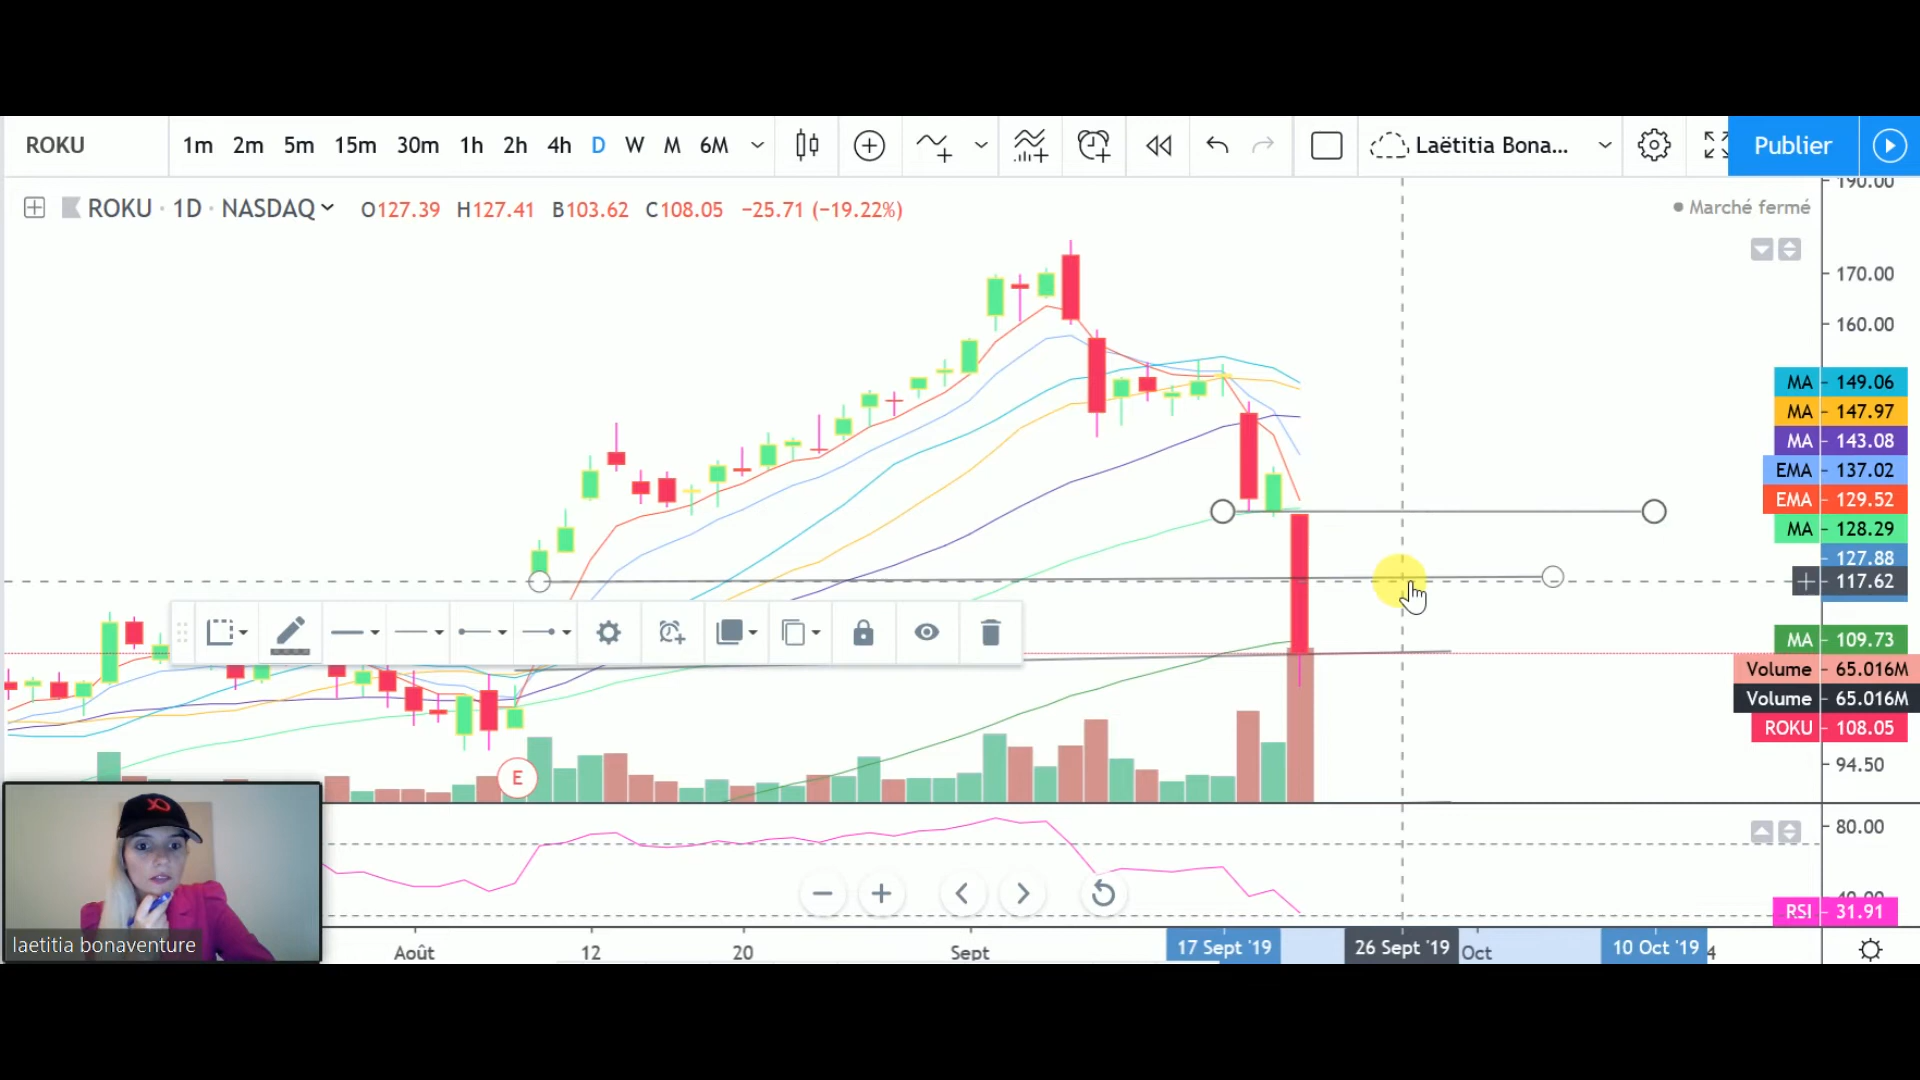 ROKU 1m 2m 5m 15m 30m 1h 2h 4h D W M 6M Laëtitia Bona... Publier
ROKU · 1D · NASDAQ O127.39 H127.41 B103.62 C108.05 −25.71 (−19.22%)
Marché fermé
190.00
170.00
160.00
MA 149.06
MA 147.97
MA 143.08
EMA 137.02
EMA 129.52
MA 128.29
127.88
117.62
MA 109.73
Volume 65.016M
Volume 65.016M
ROKU 108.05
94.50
E
80.00
40.00
RSI 31.91
laetitia bonaventure
Août 12 20 Sept 17 Sept '19 26 Sept '19 Oct 10 Oct '19 4